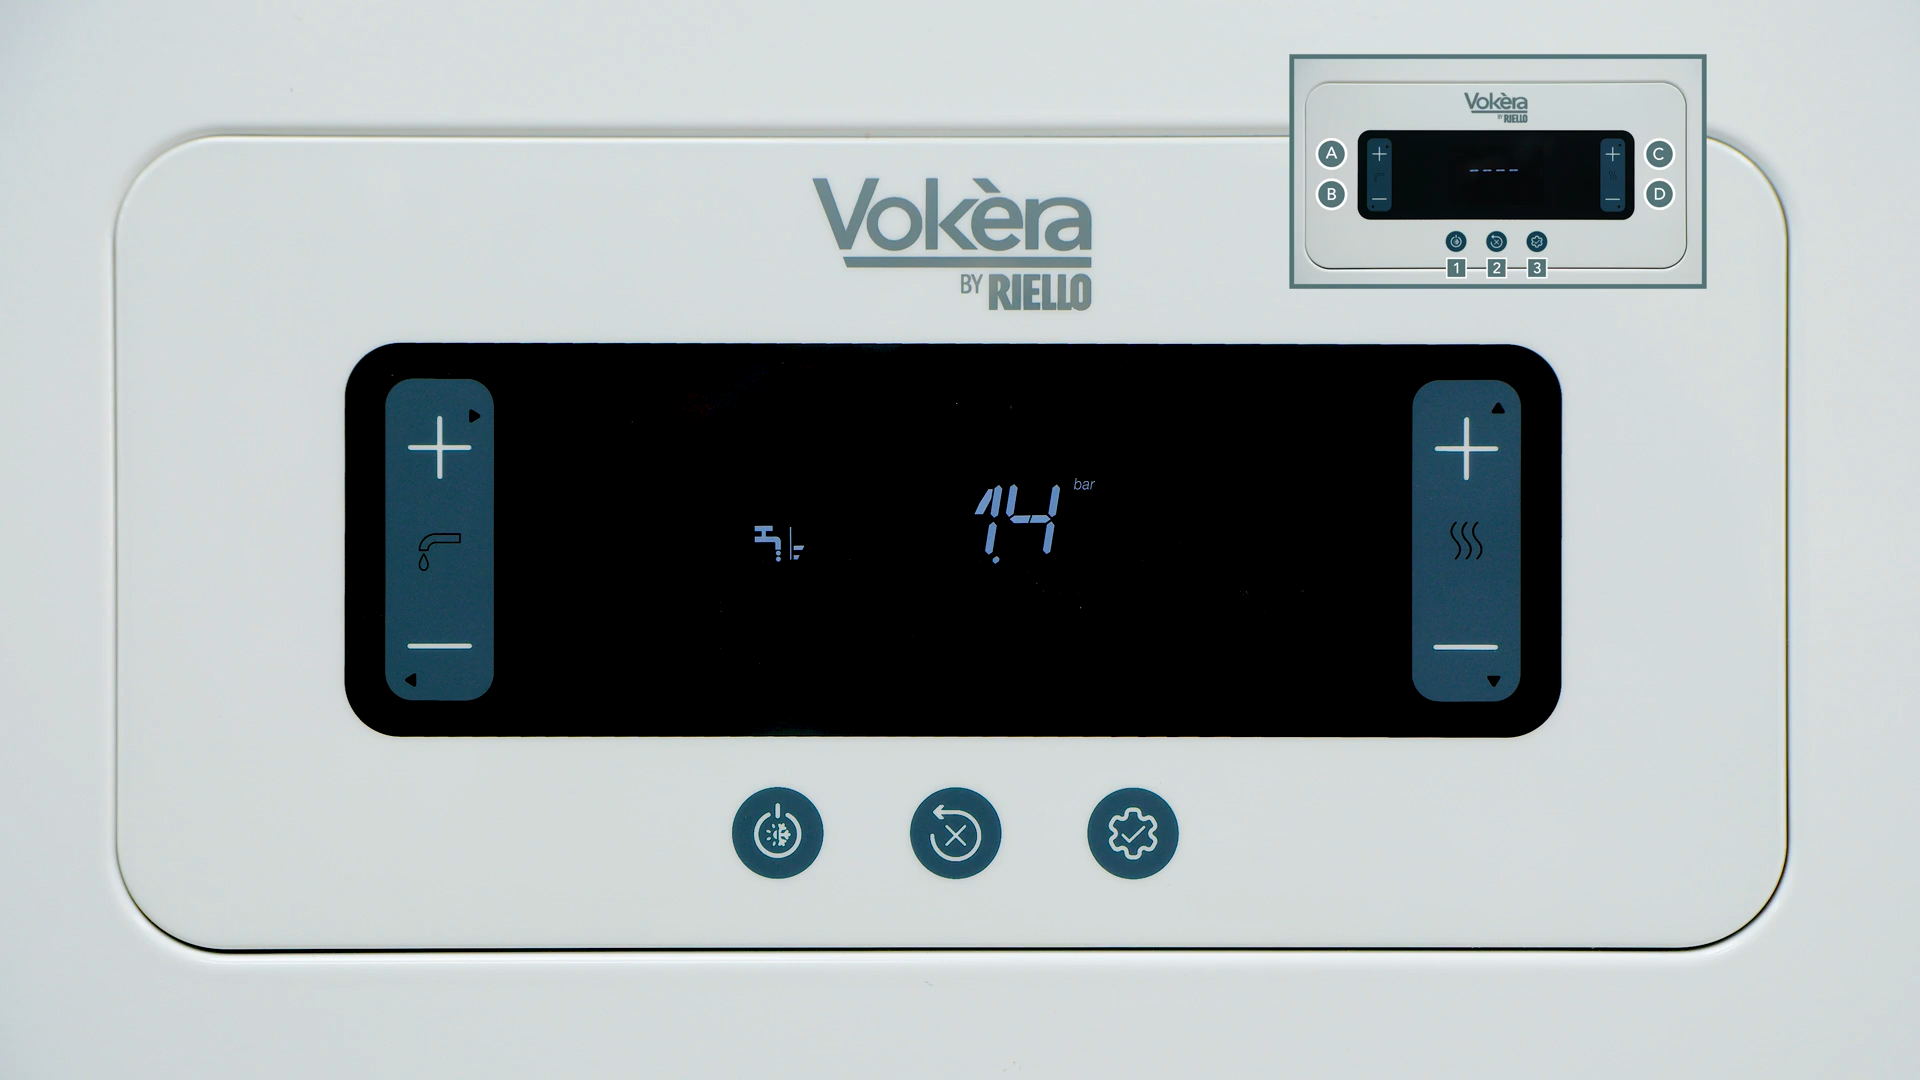 Vokèra
BY RIELLO
1.4 bar
Vokèra
BY RIELLO
A
B
C
D
----
1 2 3